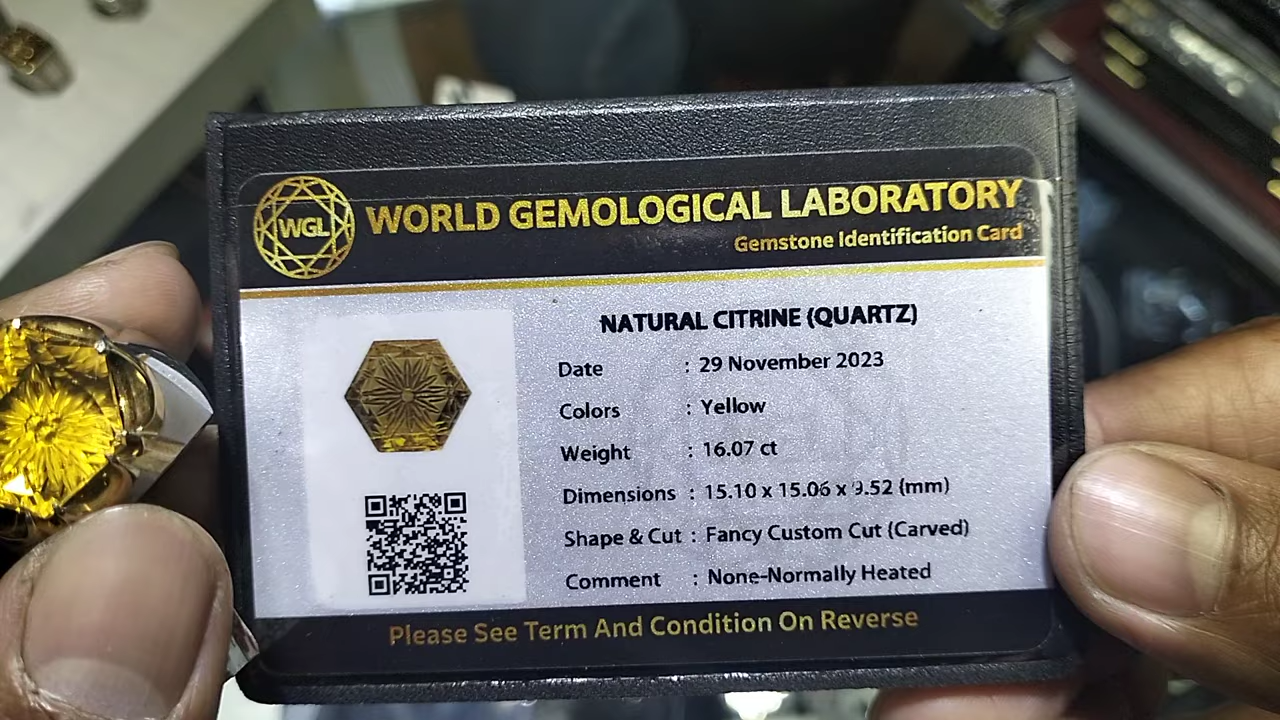 WGL
WORLD GEMOLOGICAL LABORATORY
Gemstone Identification Card
NATURAL CITRINE (QUARTZ)
Date : 29 November 2023
Colors : Yellow
Weight : 16.07 ct
Dimensions : 15.10 x 15.06 x 9.52 (mm)
Shape & Cut : Fancy Custom Cut (Carved)
Comment : None-Normally Heated
Please See Term And Condition On Reverse